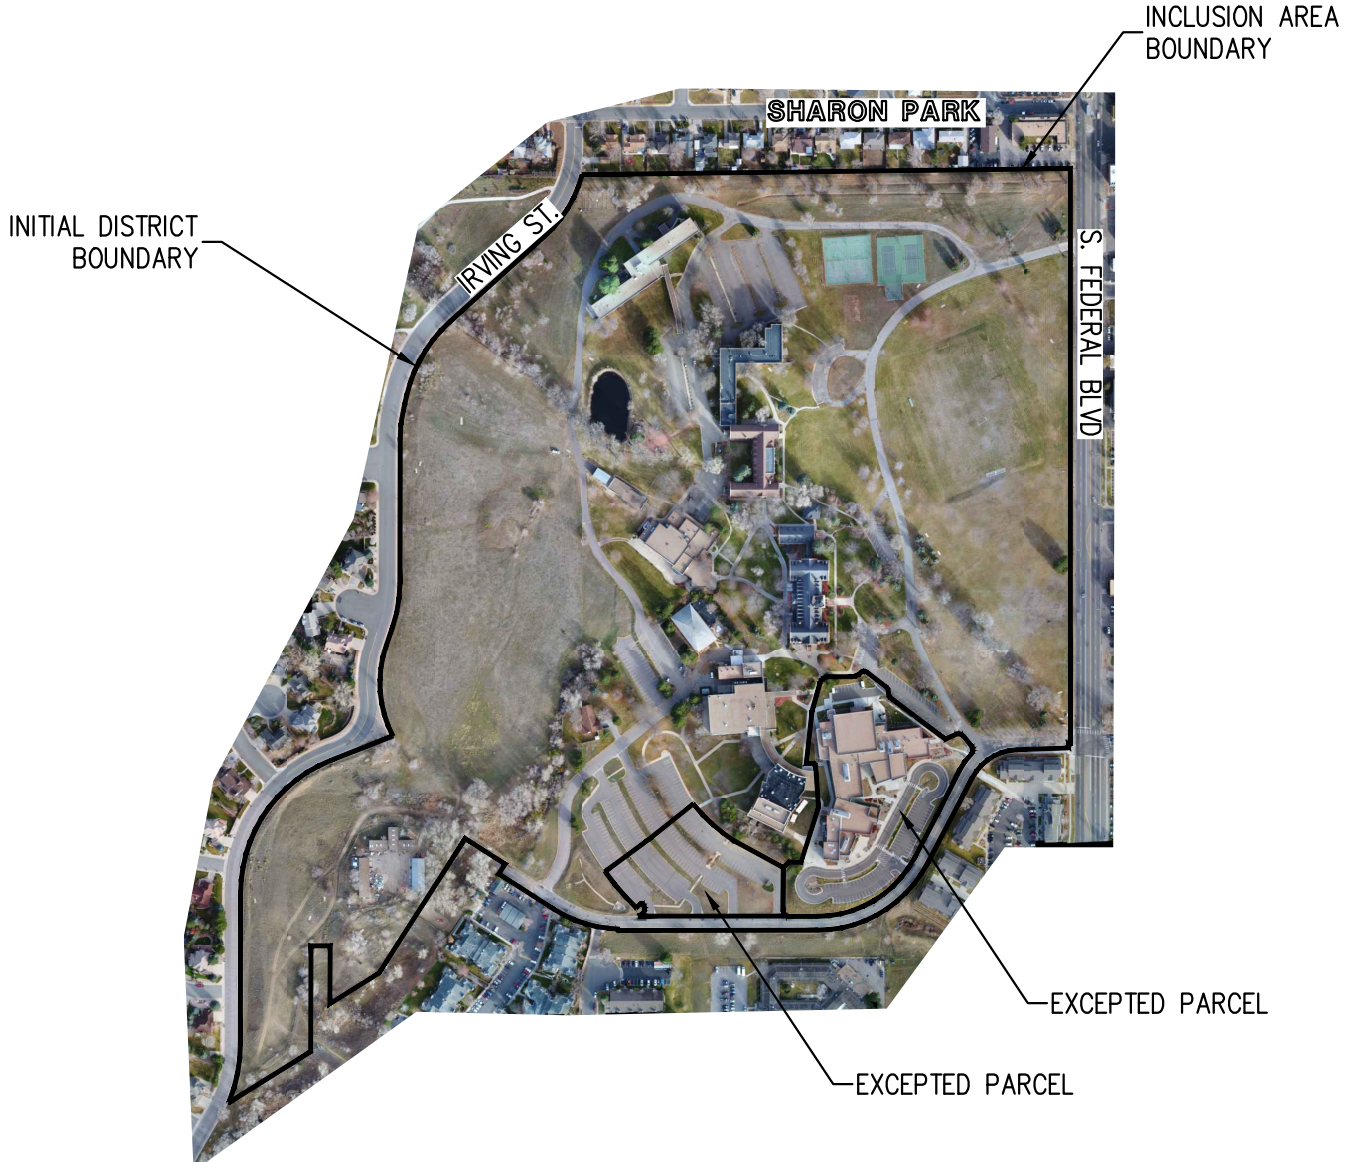 INCLUSION AREA
BOUNDARY
SHARON PARK
INITIAL DISTRICT
BOUNDARY
IRVING ST.
S. FEDERAL BLVD
EXCEPTED PARCEL
EXCEPTED PARCEL